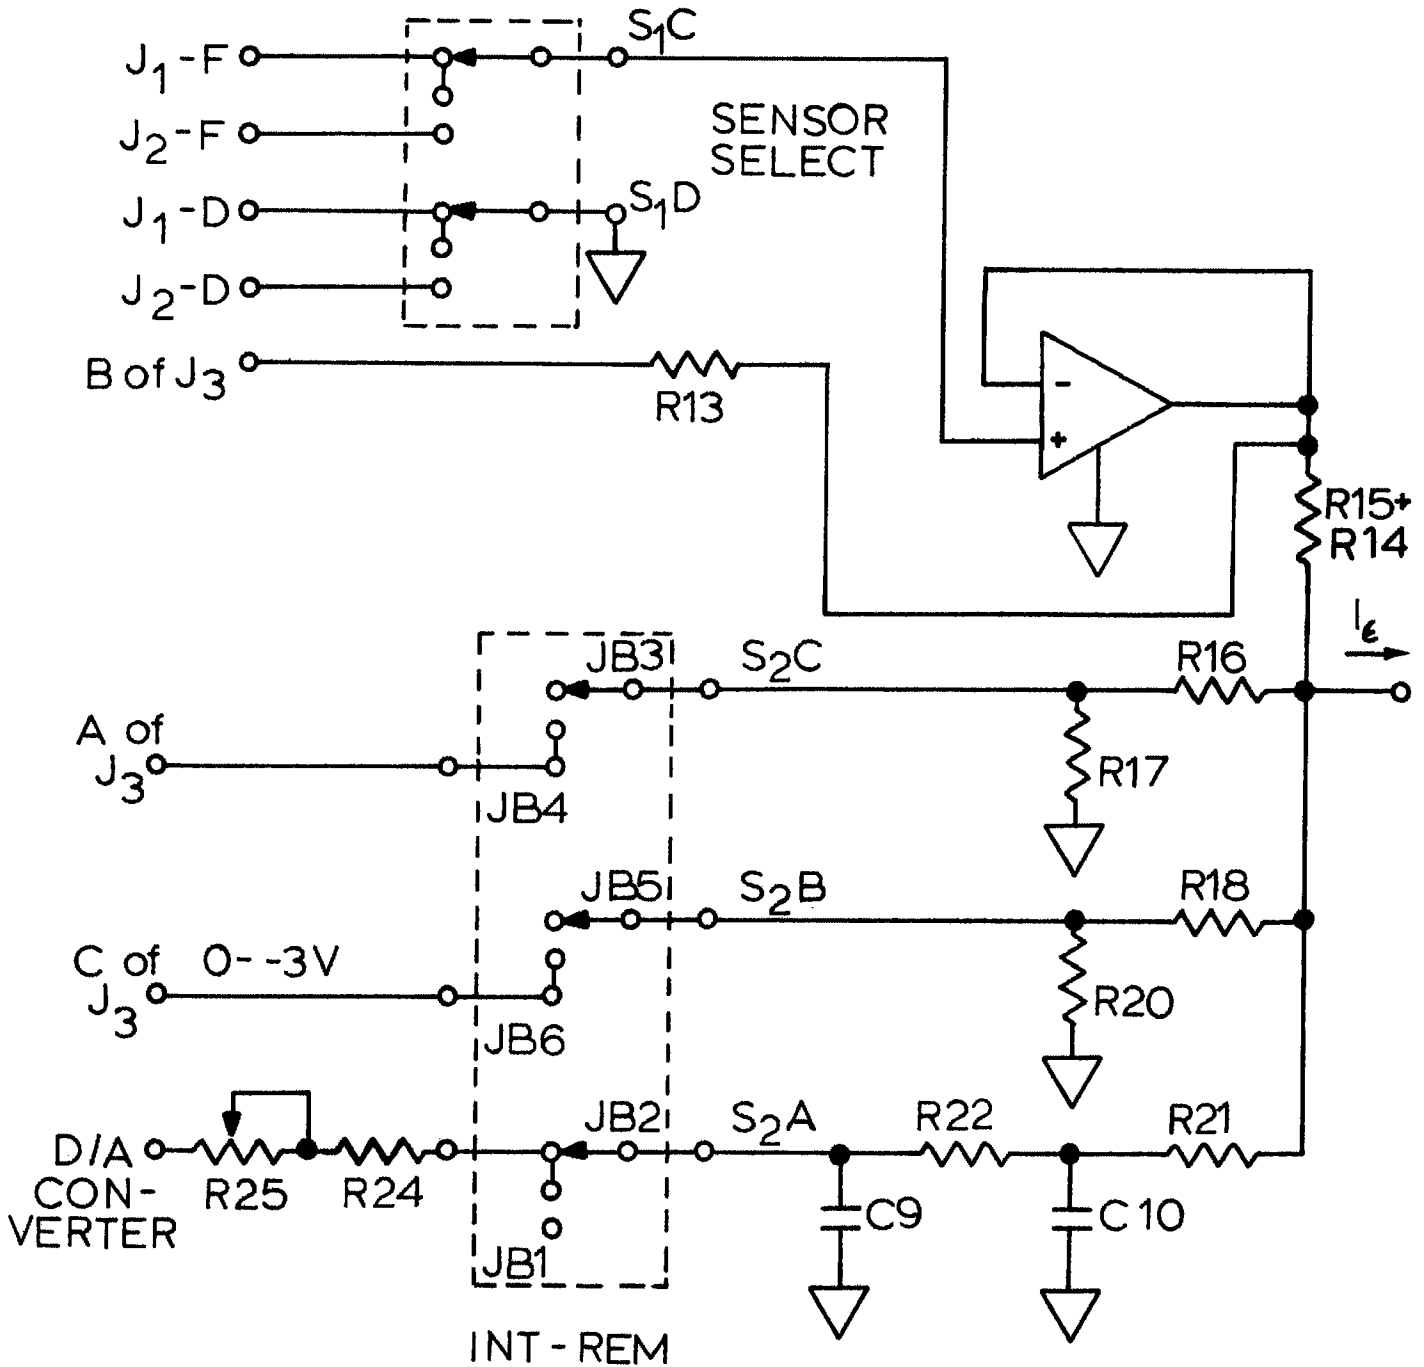 J1-F
S1C
J2-F
SENSOR
SELECT
J1-D
S1D
J2-D
B of J3
R13
-
+
R15+
R14
Iε
JB3
S2C
R16
A of
J3
JB4
R17
JB5
S2B
R18
C of 0--3V
J3
JB6
R20
JB2
S2A
R22
R21
D/A
CON-
VERTER
R25
R24
C9
C10
JB1
INT-REM